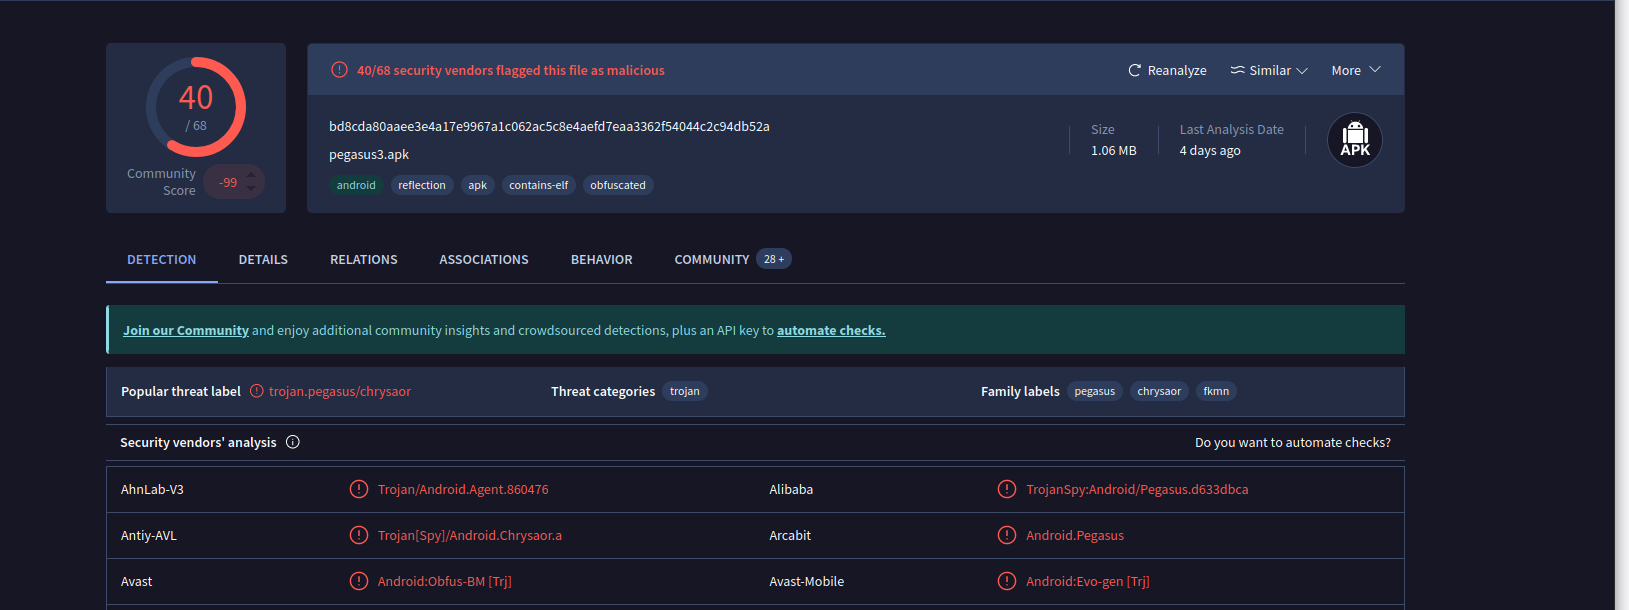 40
/ 68
Community Score
-99
40/68 security vendors flagged this file as malicious
Reanalyze
Similar
More
bd8cda80aaee3e4a17e9967a1c062ac5c8e4aefd7eaa3362f54044c2c94db52a
pegasus3.apk
android reflection apk contains-elf obfuscated
Size
1.06 MB
Last Analysis Date
4 days ago
APK
DETECTION DETAILS RELATIONS ASSOCIATIONS BEHAVIOR COMMUNITY 28 +
Join our Community and enjoy additional community insights and crowdsourced detections, plus an API key to automate checks.
Popular threat label trojan.pegasus/chrysaor Threat categories trojan Family labels pegasus chrysaor fkmn
Security vendors' analysis Do you want to automate checks?
AhnLab-V3 Trojan/Android.Agent.860476 Alibaba TrojanSpy:Android/Pegasus.d633dbca
Antiy-AVL Trojan[Spy]/Android.Chrysaor.a Arcabit Android.Pegasus
Avast Android:Obfus-BM [Trj] Avast-Mobile Android:Evo-gen [Trj]